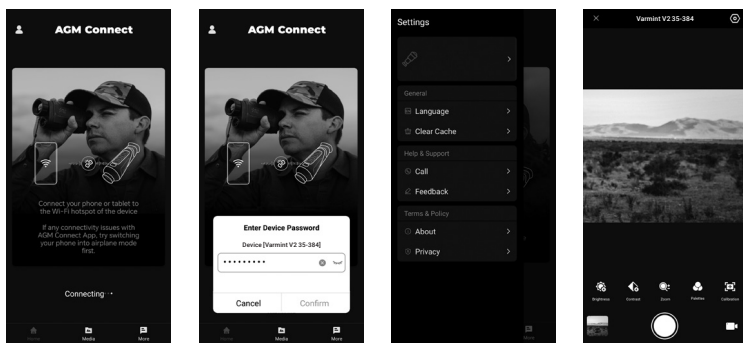 AGM Connect
Connect your phone or tablet to
the Wi-Fi hotspot of the device
If any connectivity issues with
AGM Connect App, try switching
your phone into airplane mode
first.
Connecting···
Home
Media
More
AGM Connect
Enter Device Password
Device [Varmint V2 35-384]
•••••••••
Cancel
Confirm
Home
Media
More
Settings
General
Language
Clear Cache
Help & Support
Call
Feedback
Terms & Policy
About
Privacy
More
Varmint V2 35-384
Brightness
Contrast
Zoom
Palettes
Calibration